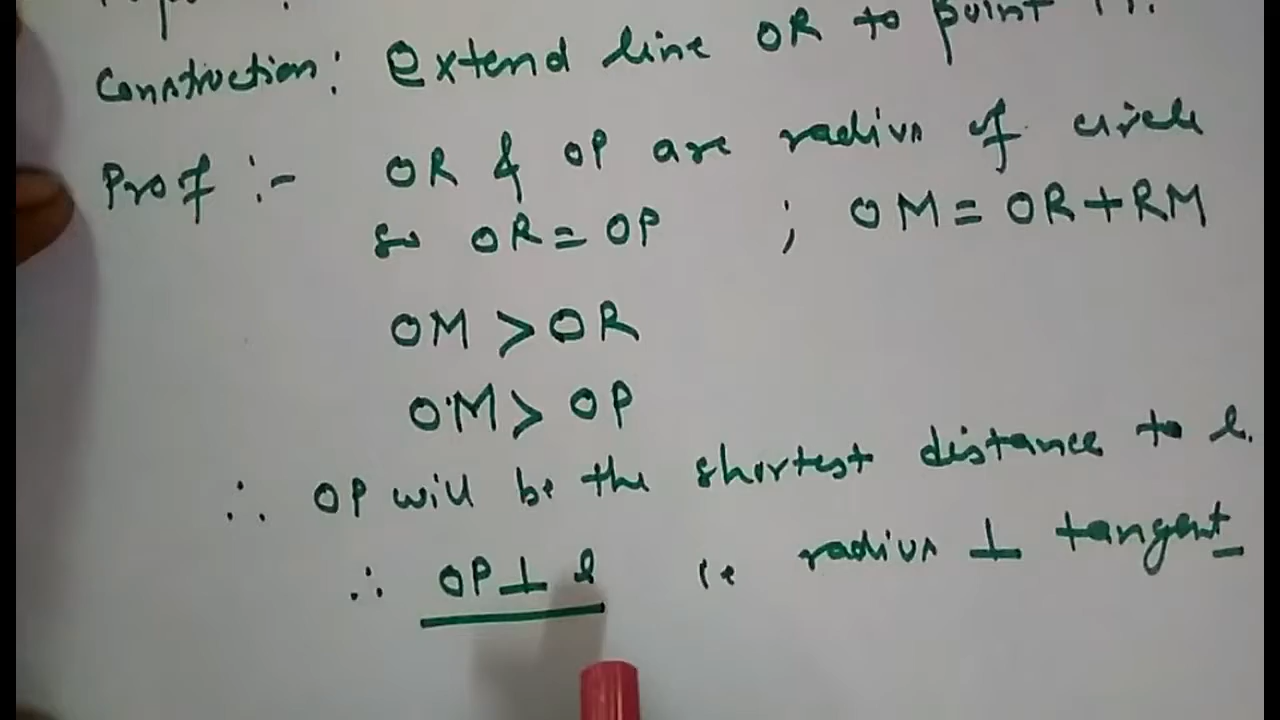 Construction: extend line OR to point
Prof :- OR & OP are radius of circle
so OR = OP ; OM = OR + RM
OM > OR
OM > OP
∴ OP will be the shortest distance to l.
∴ OP ⊥ l ie radius ⊥ tangent